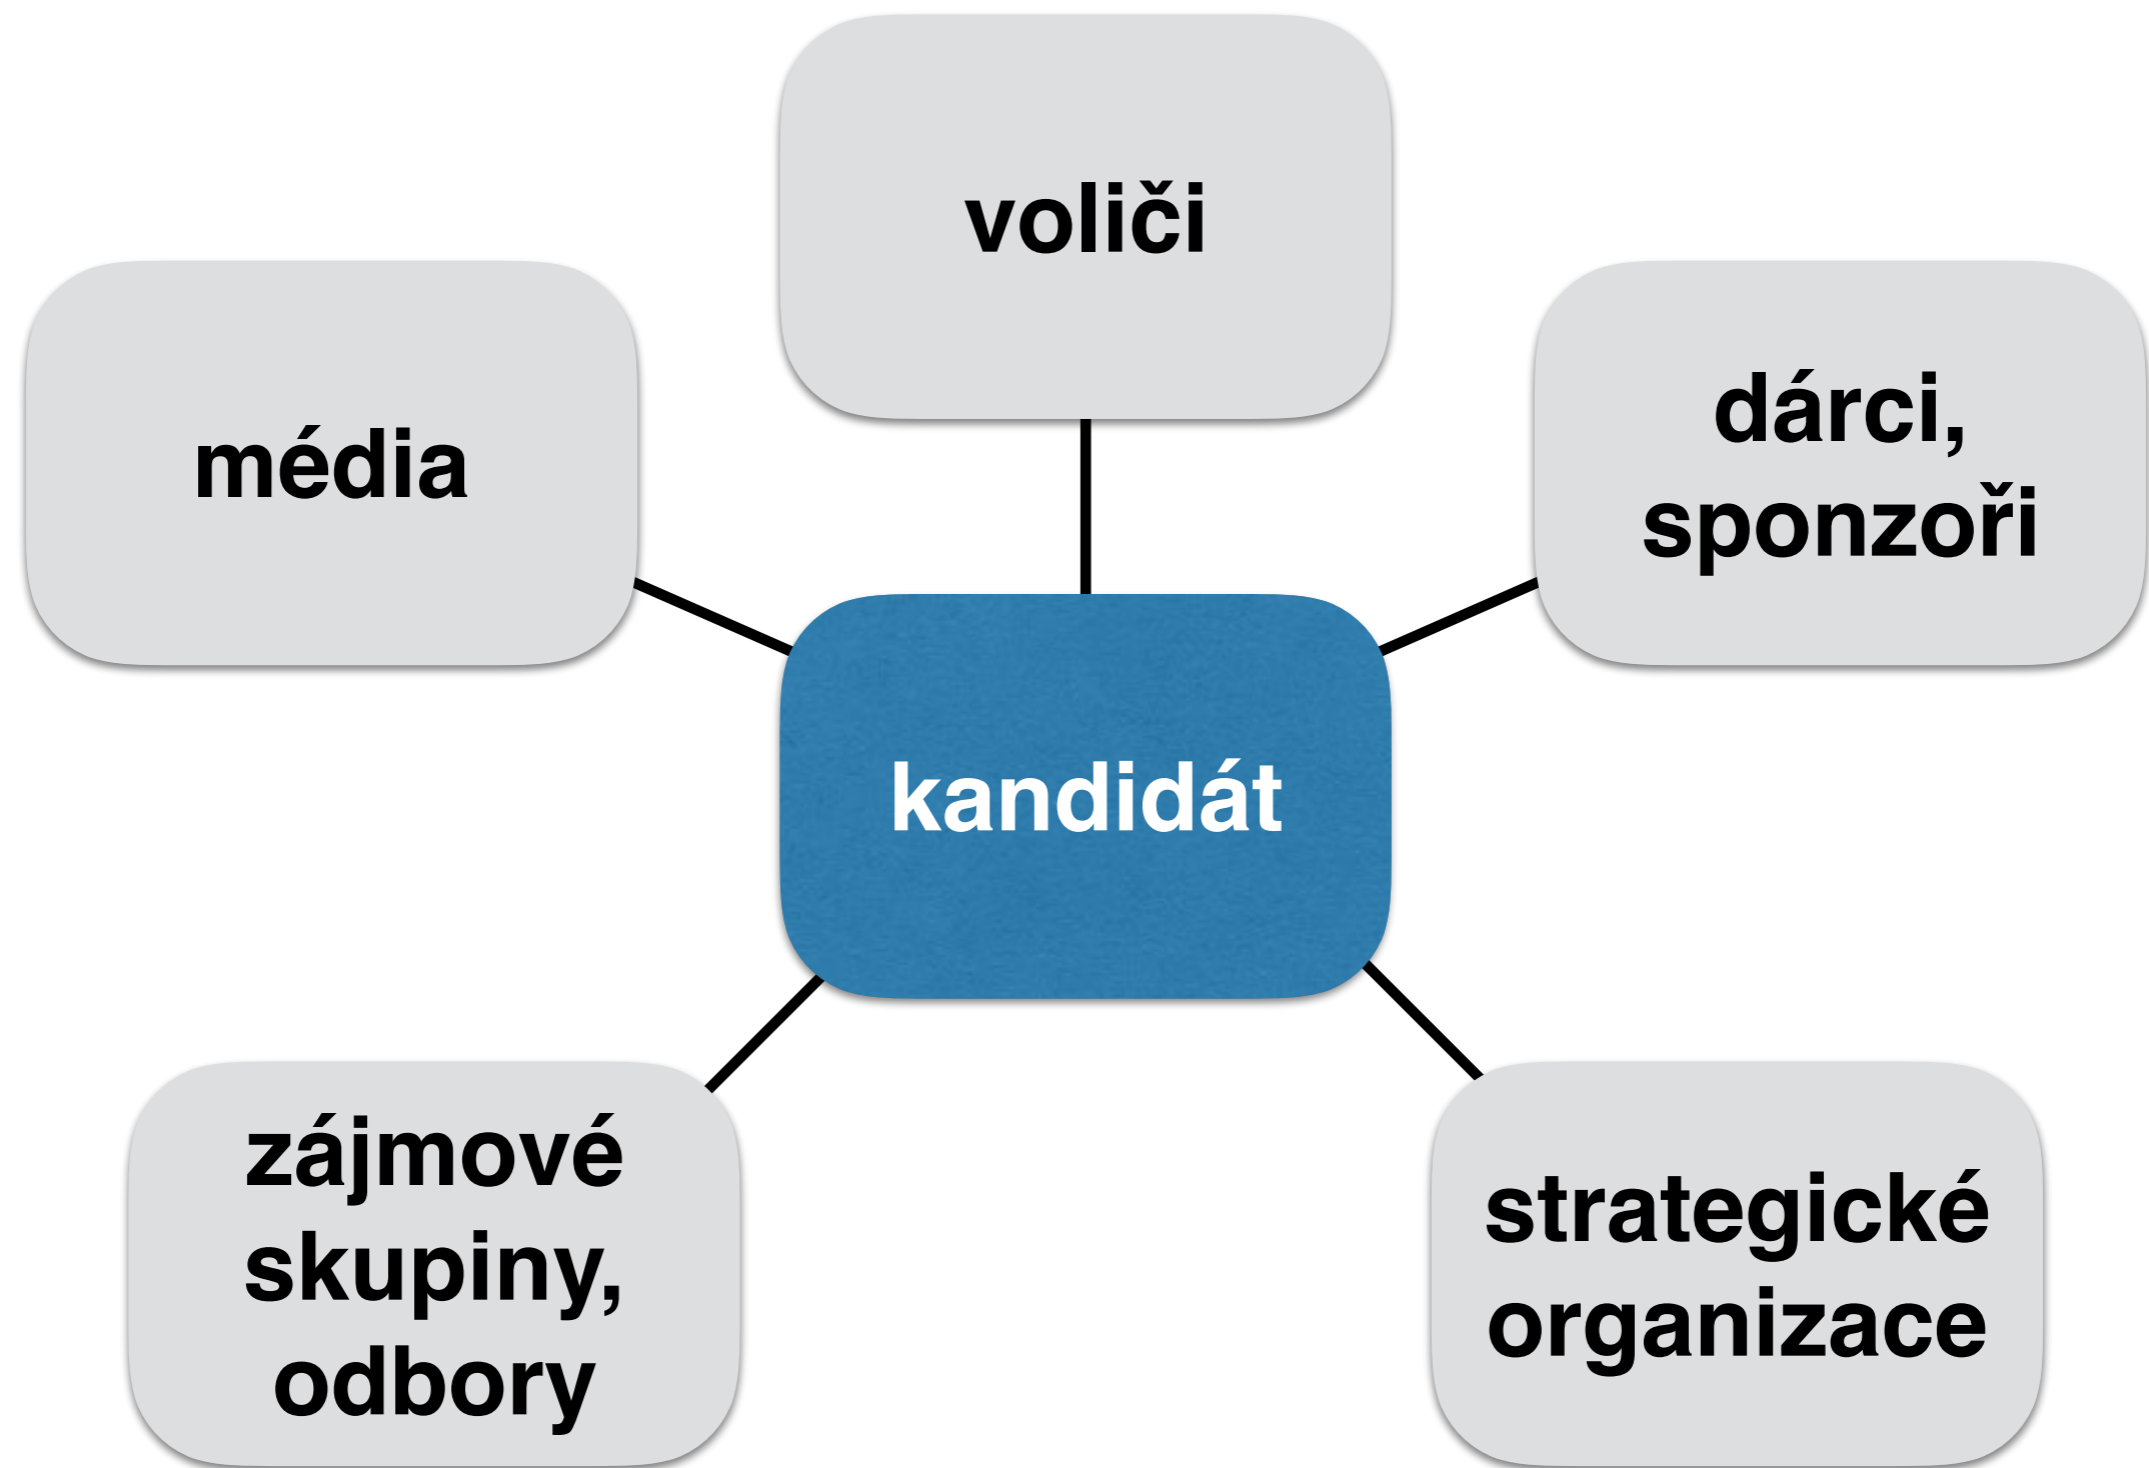 voliči
média
dárci,
sponzoři
kandidát
zájmové
skupiny,
odbory
strategické
organizace